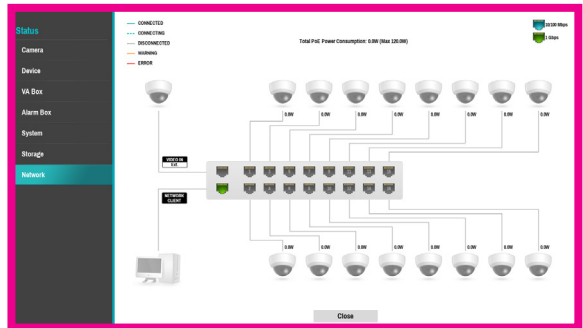 Status
Camera
Device
VA Box
Alarm Box
System
Storage
Network
CONNECTED
CONNECTING
DISCONNECTED
WARNING
ERROR
Total PoE Power Consumption: 0.0W (Max 120.0W)
10/100 Mbps
1 Gbps
0.0W 0.0W 0.0W 0.0W 0.0W 0.0W 0.0W
VIDEO IN
Ext
NETWORK
CLIENT
0.0W 0.0W 0.0W 0.0W 0.0W 0.0W 0.0W 0.0W
Close